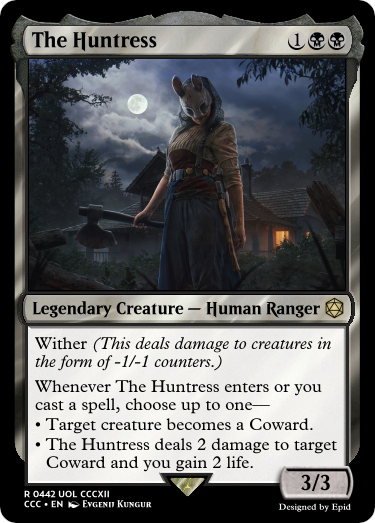 The Huntress 1
Legendary Creature — Human Ranger
Wither (This deals damage to creatures in
the form of -1/-1 counters.)
Whenever The Huntress enters or you
cast a spell, choose up to one—
• Target creature becomes a Coward.
• The Huntress deals 2 damage to target
Coward and you gain 2 life.
3/3
R 0442 UOL CCCXII
CCC • EN Evgenij Kungur
Designed by Epid